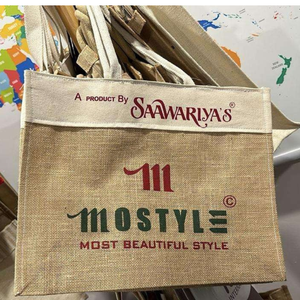 A PRODUCT BY SAAWARIYA'S®
m
©
mOSTYLE
MOST BEAUTIFUL STYLE